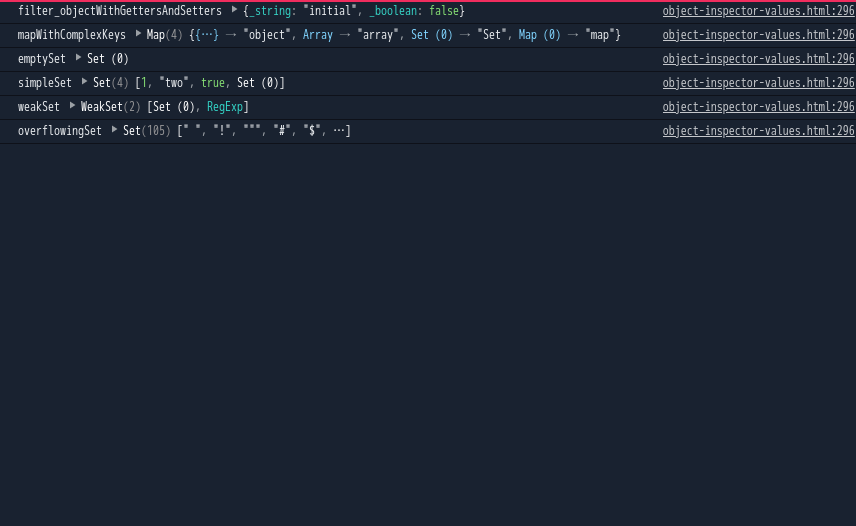 filter_objectWithGettersAndSetters ▶ {_string: "initial", _boolean: false} object-inspector-values.html:296
mapWithComplexKeys ▶ Map(4) {{…} → "object", Array → "array", Set (0) → "Set", Map (0) → "map"} object-inspector-values.html:296
emptySet ▶ Set (0) object-inspector-values.html:296
simpleSet ▶ Set(4) [1, "two", true, Set (0)] object-inspector-values.html:296
weakSet ▶ WeakSet(2) [Set (0), RegExp] object-inspector-values.html:296
overflowingSet ▶ Set(105) [" ", "!", """, "#", "$", …] object-inspector-values.html:296